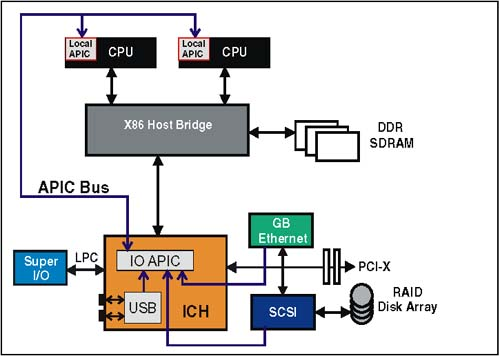 Local
APIC
CPU
Local
APIC
CPU
X86 Host Bridge
DDR
SDRAM
APIC Bus
GB
Ethernet
IO APIC
Super
I/O
LPC
PCI-X
USB
ICH
SCSI
RAID
Disk Array